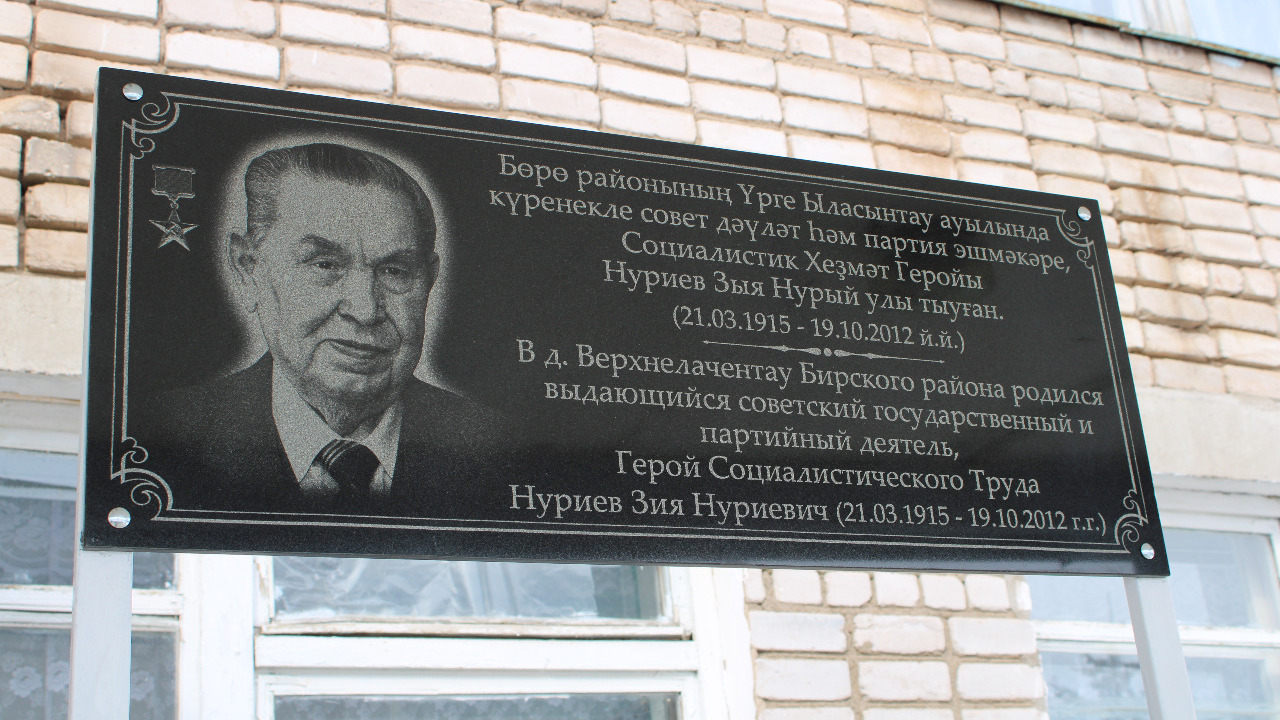 Бөрө районының Үрге Ыласынтау ауылында
күренекле совет дәүләт һәм партия эшмәкәре,
Социалистик Хеҙмәт Геройы
Нуриев Зыя Нурый улы тыуған.
(21.03.1915 - 19.10.2012 й.й.)
В д. Верхнелачентау Бирского района родился
выдающийся советский государственный и
партийный деятель,
Герой Социалистического Труда
Нуриев Зия Нуриевич (21.03.1915 - 19.10.2012 г.г.)